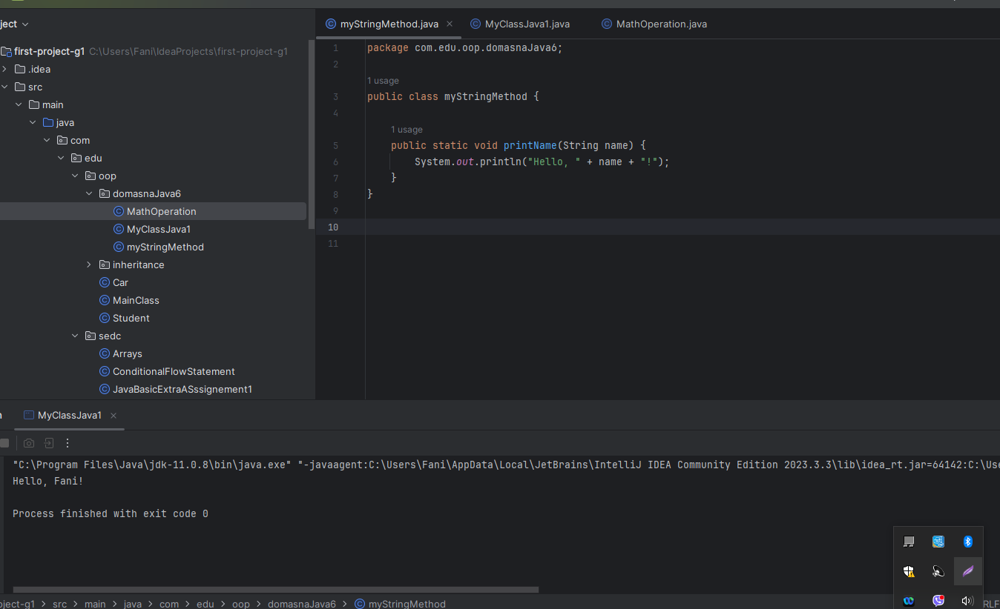 ject
first-project-g1 C:\Users\Fani\IdeaProjects\first-project-g1
.idea
src
main
java
com
edu
oop
domasnaJava6
MathOperation
MyClassJava1
myStringMethod
inheritance
Car
MainClass
Student
sedc
Arrays
ConditionalFlowStatement
JavaBasicExtraASssignement1
myStringMethod.java MyClassJava1.java MathOperation.java
1 package com.edu.oop.domasnaJava6;
2
1 usage
3 public class myStringMethod {
4
1 usage
5 public static void printName(String name) {
6 System.out.println("Hello, " + name + "!");
7 }
8 }
9
10
11
MyClassJava1
"C:\Program Files\Java\jdk-11.0.8\bin\java.exe" "-javaagent:C:\Users\Fani\AppData\Local\JetBrains\IntelliJ IDEA Community Edition 2023.3.3\lib\idea_rt.jar=64142:C:\Use
Hello, Fani!
Process finished with exit code 0
oject-g1 > src > main > java > com > edu > oop > domasnaJava6 > myStringMethod
RLF